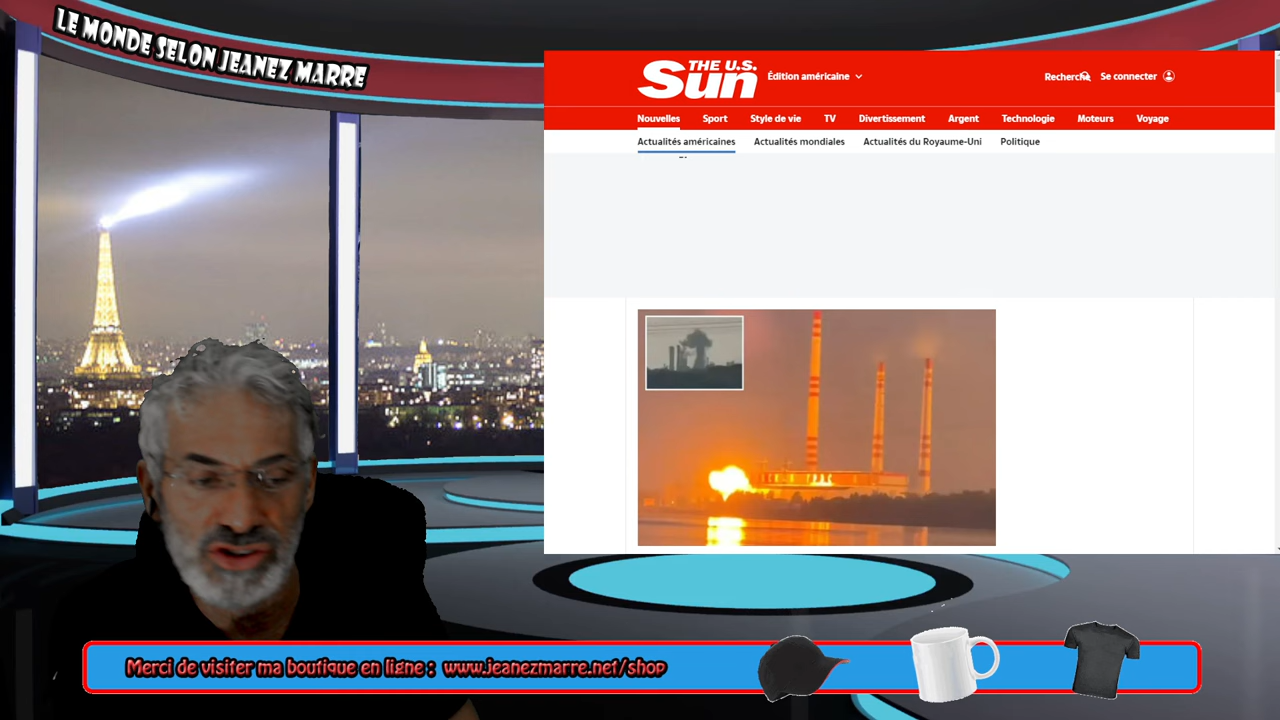 LE MONDE SELON JEANEZ MARRE
THE U.S.
Sun
Édition américaine
Recherche
Se connecter
Nouvelles
Sport
Style de vie
TV
Divertissement
Argent
Technologie
Moteurs
Voyage
Actualités américaines
Actualités mondiales
Actualités du Royaume-Uni
Politique
Merci de visiter ma boutique en ligne : www.jeanezmarre.net/shop